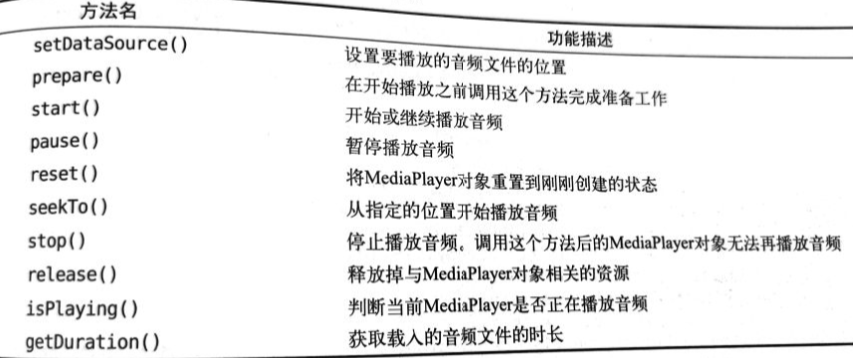 方法名 功能描述
setDataSource() 设置要播放的音频文件的位置
prepare() 在开始播放之前调用这个方法完成准备工作
start() 开始或继续播放音频
pause() 暂停播放音频
reset() 将MediaPlayer对象重置到刚刚创建的状态
seekTo() 从指定的位置开始播放音频
stop() 停止播放音频。调用这个方法后的MediaPlayer对象无法再播放音频
release() 释放掉与MediaPlayer对象相关的资源
isPlaying() 判断当前MediaPlayer是否正在播放音频
getDuration() 获取载入的音频文件的时长